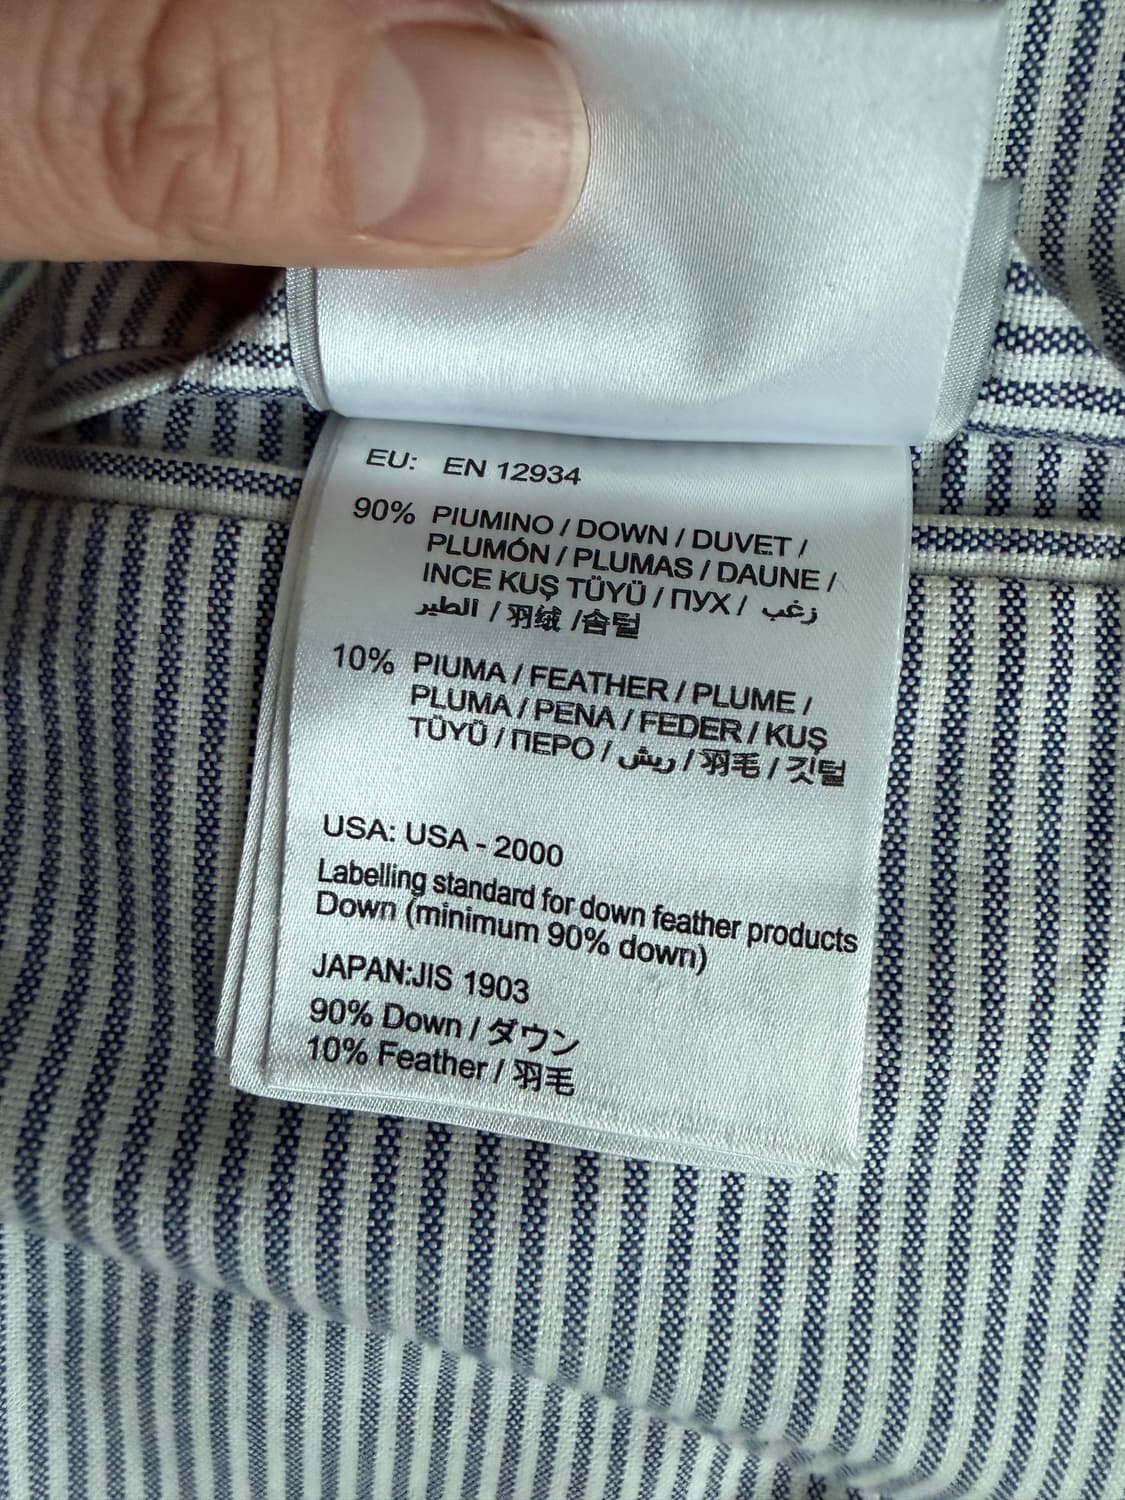 EU: EN 12934
90% PIUMINO / DOWN / DUVET /
PLUMÓN / PLUMAS / DAUNE /
INCE KUŞ TÜYÜ / ПУХ / زغب
الطير / 羽绒 / 솜털
10% PIUMA / FEATHER / PLUME /
PLUMA / PENA / FEDER / KUŞ
TÜYÜ / ПЕРО / ريش / 羽毛 / 깃털
USA: USA - 2000
Labelling standard for down feather products
Down (minimum 90% down)
JAPAN:JIS 1903
90% Down / ダウン
10% Feather / 羽毛